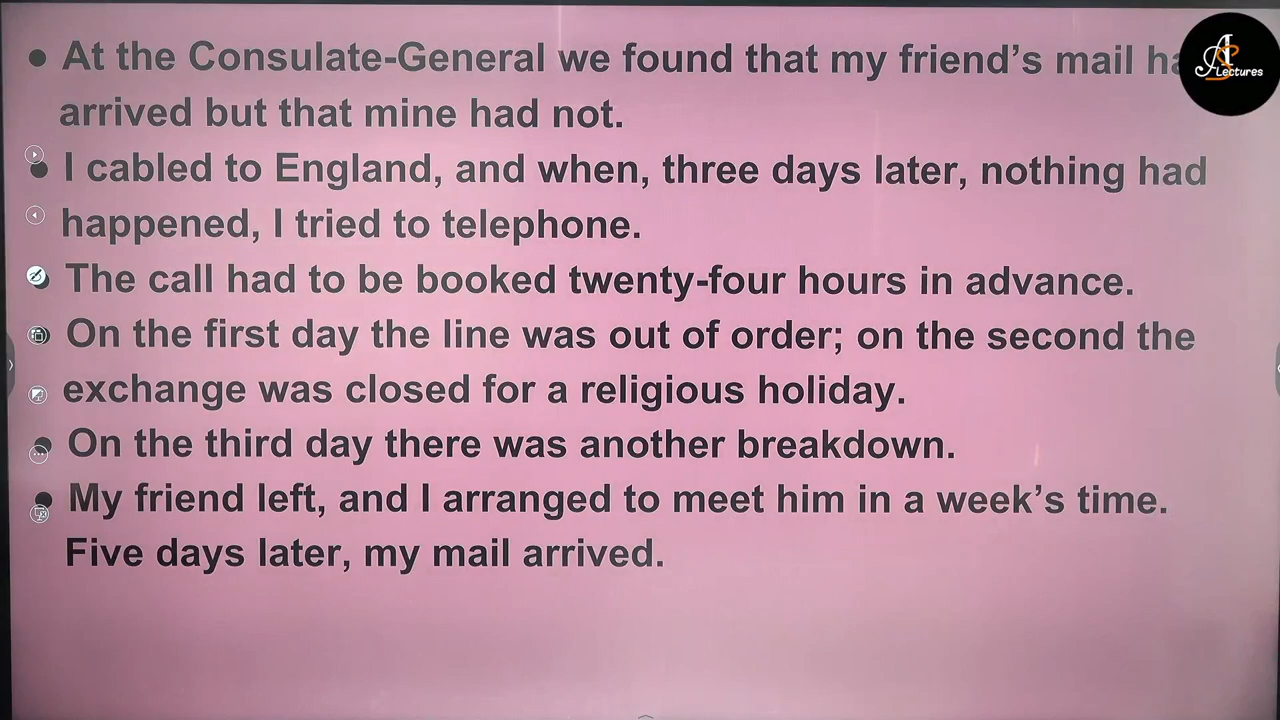 • At the Consulate-General we found that my friend's mail
arrived but that mine had not.
• I cabled to England, and when, three days later, nothing had
happened, I tried to telephone.
• The call had to be booked twenty-four hours in advance.
• On the first day the line was out of order; on the second the
exchange was closed for a religious holiday.
• On the third day there was another breakdown.
• My friend left, and I arranged to meet him in a week's time.
Five days later, my mail arrived.
ASLectures